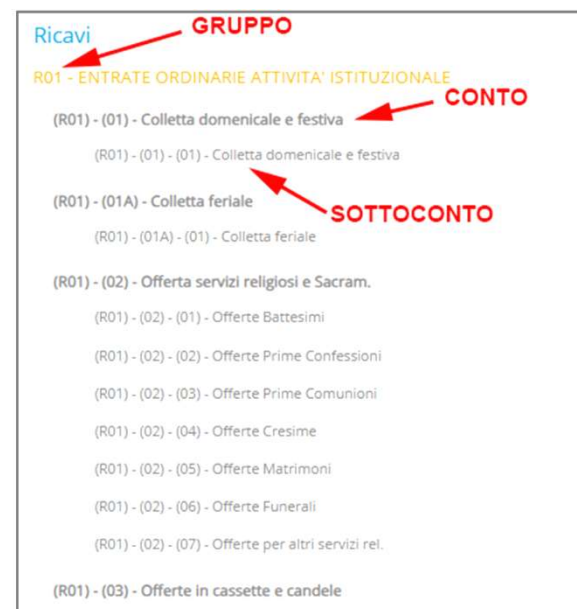 Ricavi
GRUPPO
R01 - ENTRATE ORDINARIE ATTIVITA' ISTITUZIONALE
CONTO
(R01) - (01) - Colletta domenicale e festiva
(R01) - (01) - (01) - Colletta domenicale e festiva
(R01) - (01A) - Colletta feriale
SOTTOCONTO
(R01) - (01A) - (01) - Colletta feriale
(R01) - (02) - Offerta servizi religiosi e Sacram.
(R01) - (02) - (01) - Offerte Battesimi
(R01) - (02) - (02) - Offerte Prime Confessioni
(R01) - (02) - (03) - Offerte Prime Comunioni
(R01) - (02) - (04) - Offerte Cresime
(R01) - (02) - (05) - Offerte Matrimoni
(R01) - (02) - (06) - Offerte Funerali
(R01) - (02) - (07) - Offerte per altri servizi rel.
(R01) - (03) - Offerte in cassette e candele